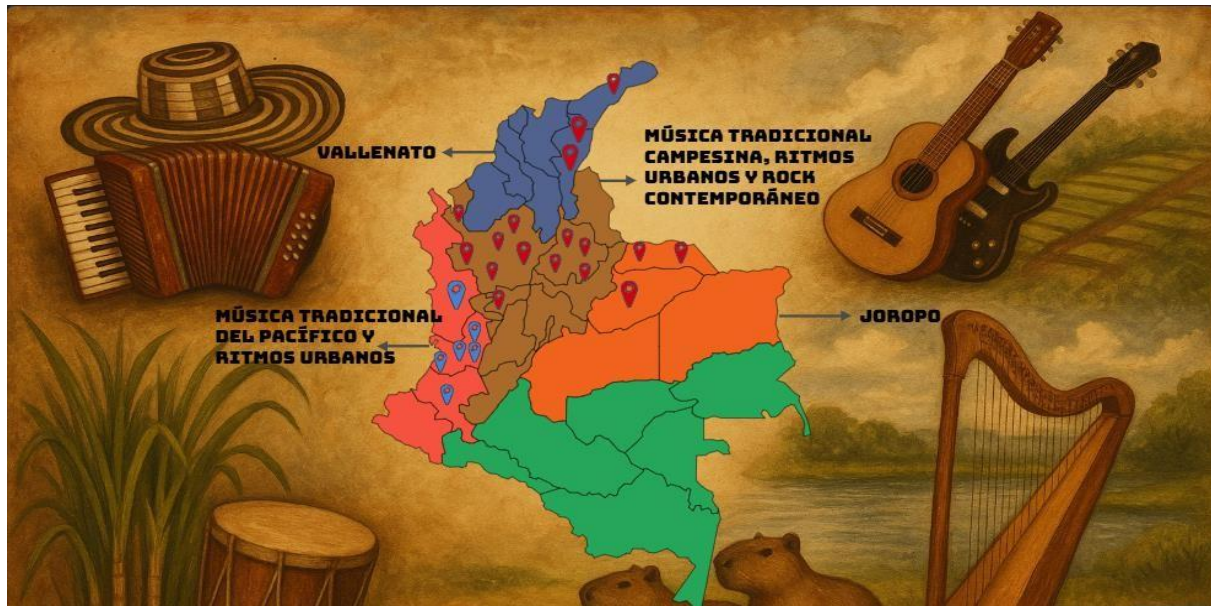 VALLENATO
MÚSICA TRADICIONAL
CAMPESINA, RITMOS
URBANOS Y ROCK
CONTEMPORÁNEO
MÚSICA TRADICIONAL
DEL PACÍFICO Y
RITMOS URBANOS
JOROPO